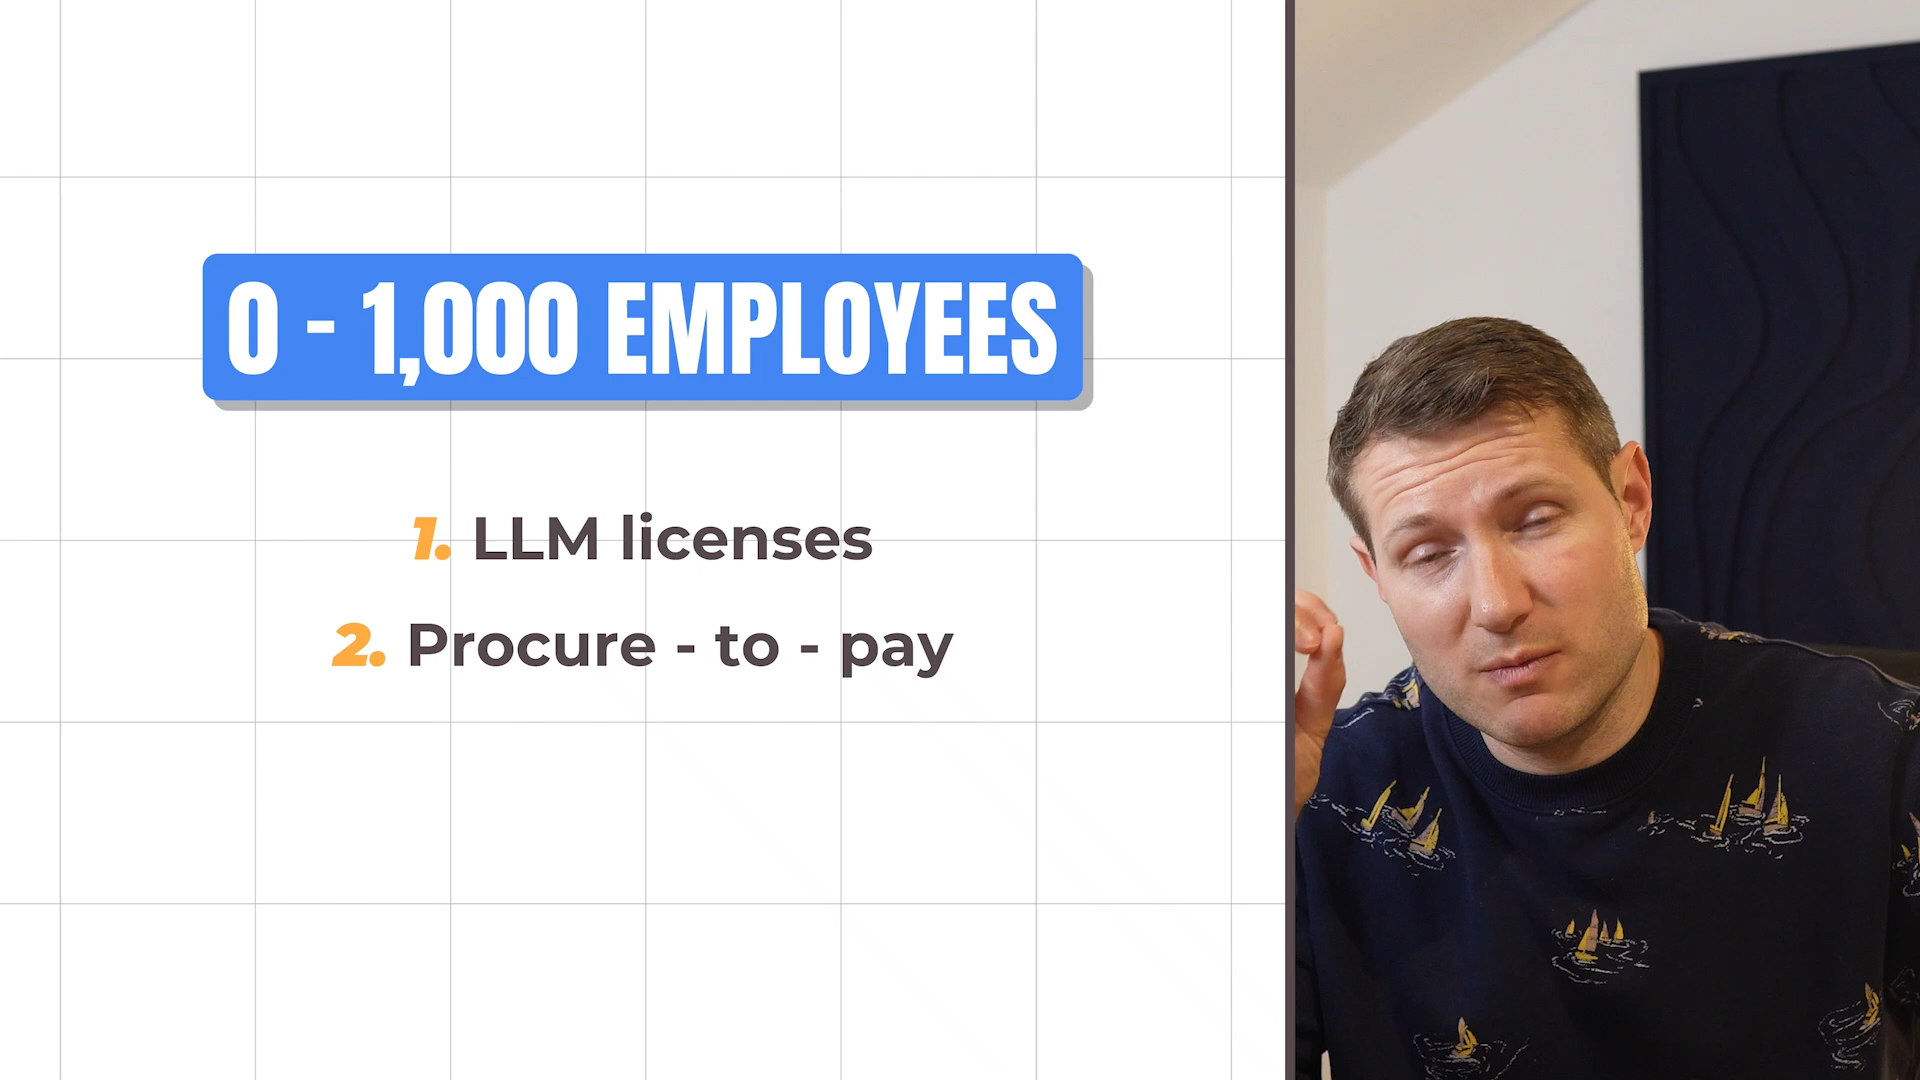 0 - 1,000 EMPLOYEES
1. LLM licenses
2. Procure - to - pay